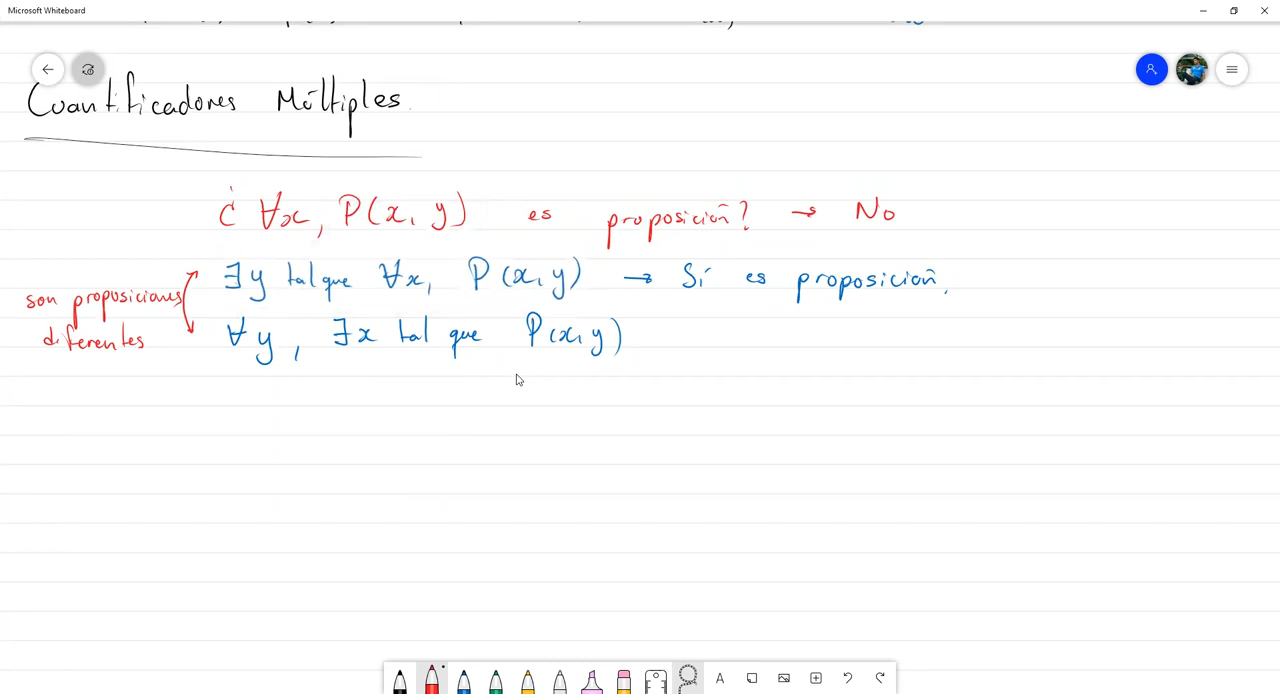 Microsoft Whiteboard
Cuantificadores Múltiples.
¿ ∀x, P(x, y) es proposición? → No
∃y tal que ∀x, P(x, y) → Sí es proposición.
son proposiciones
diferentes
∀y, ∃x tal que P(x, y)
A